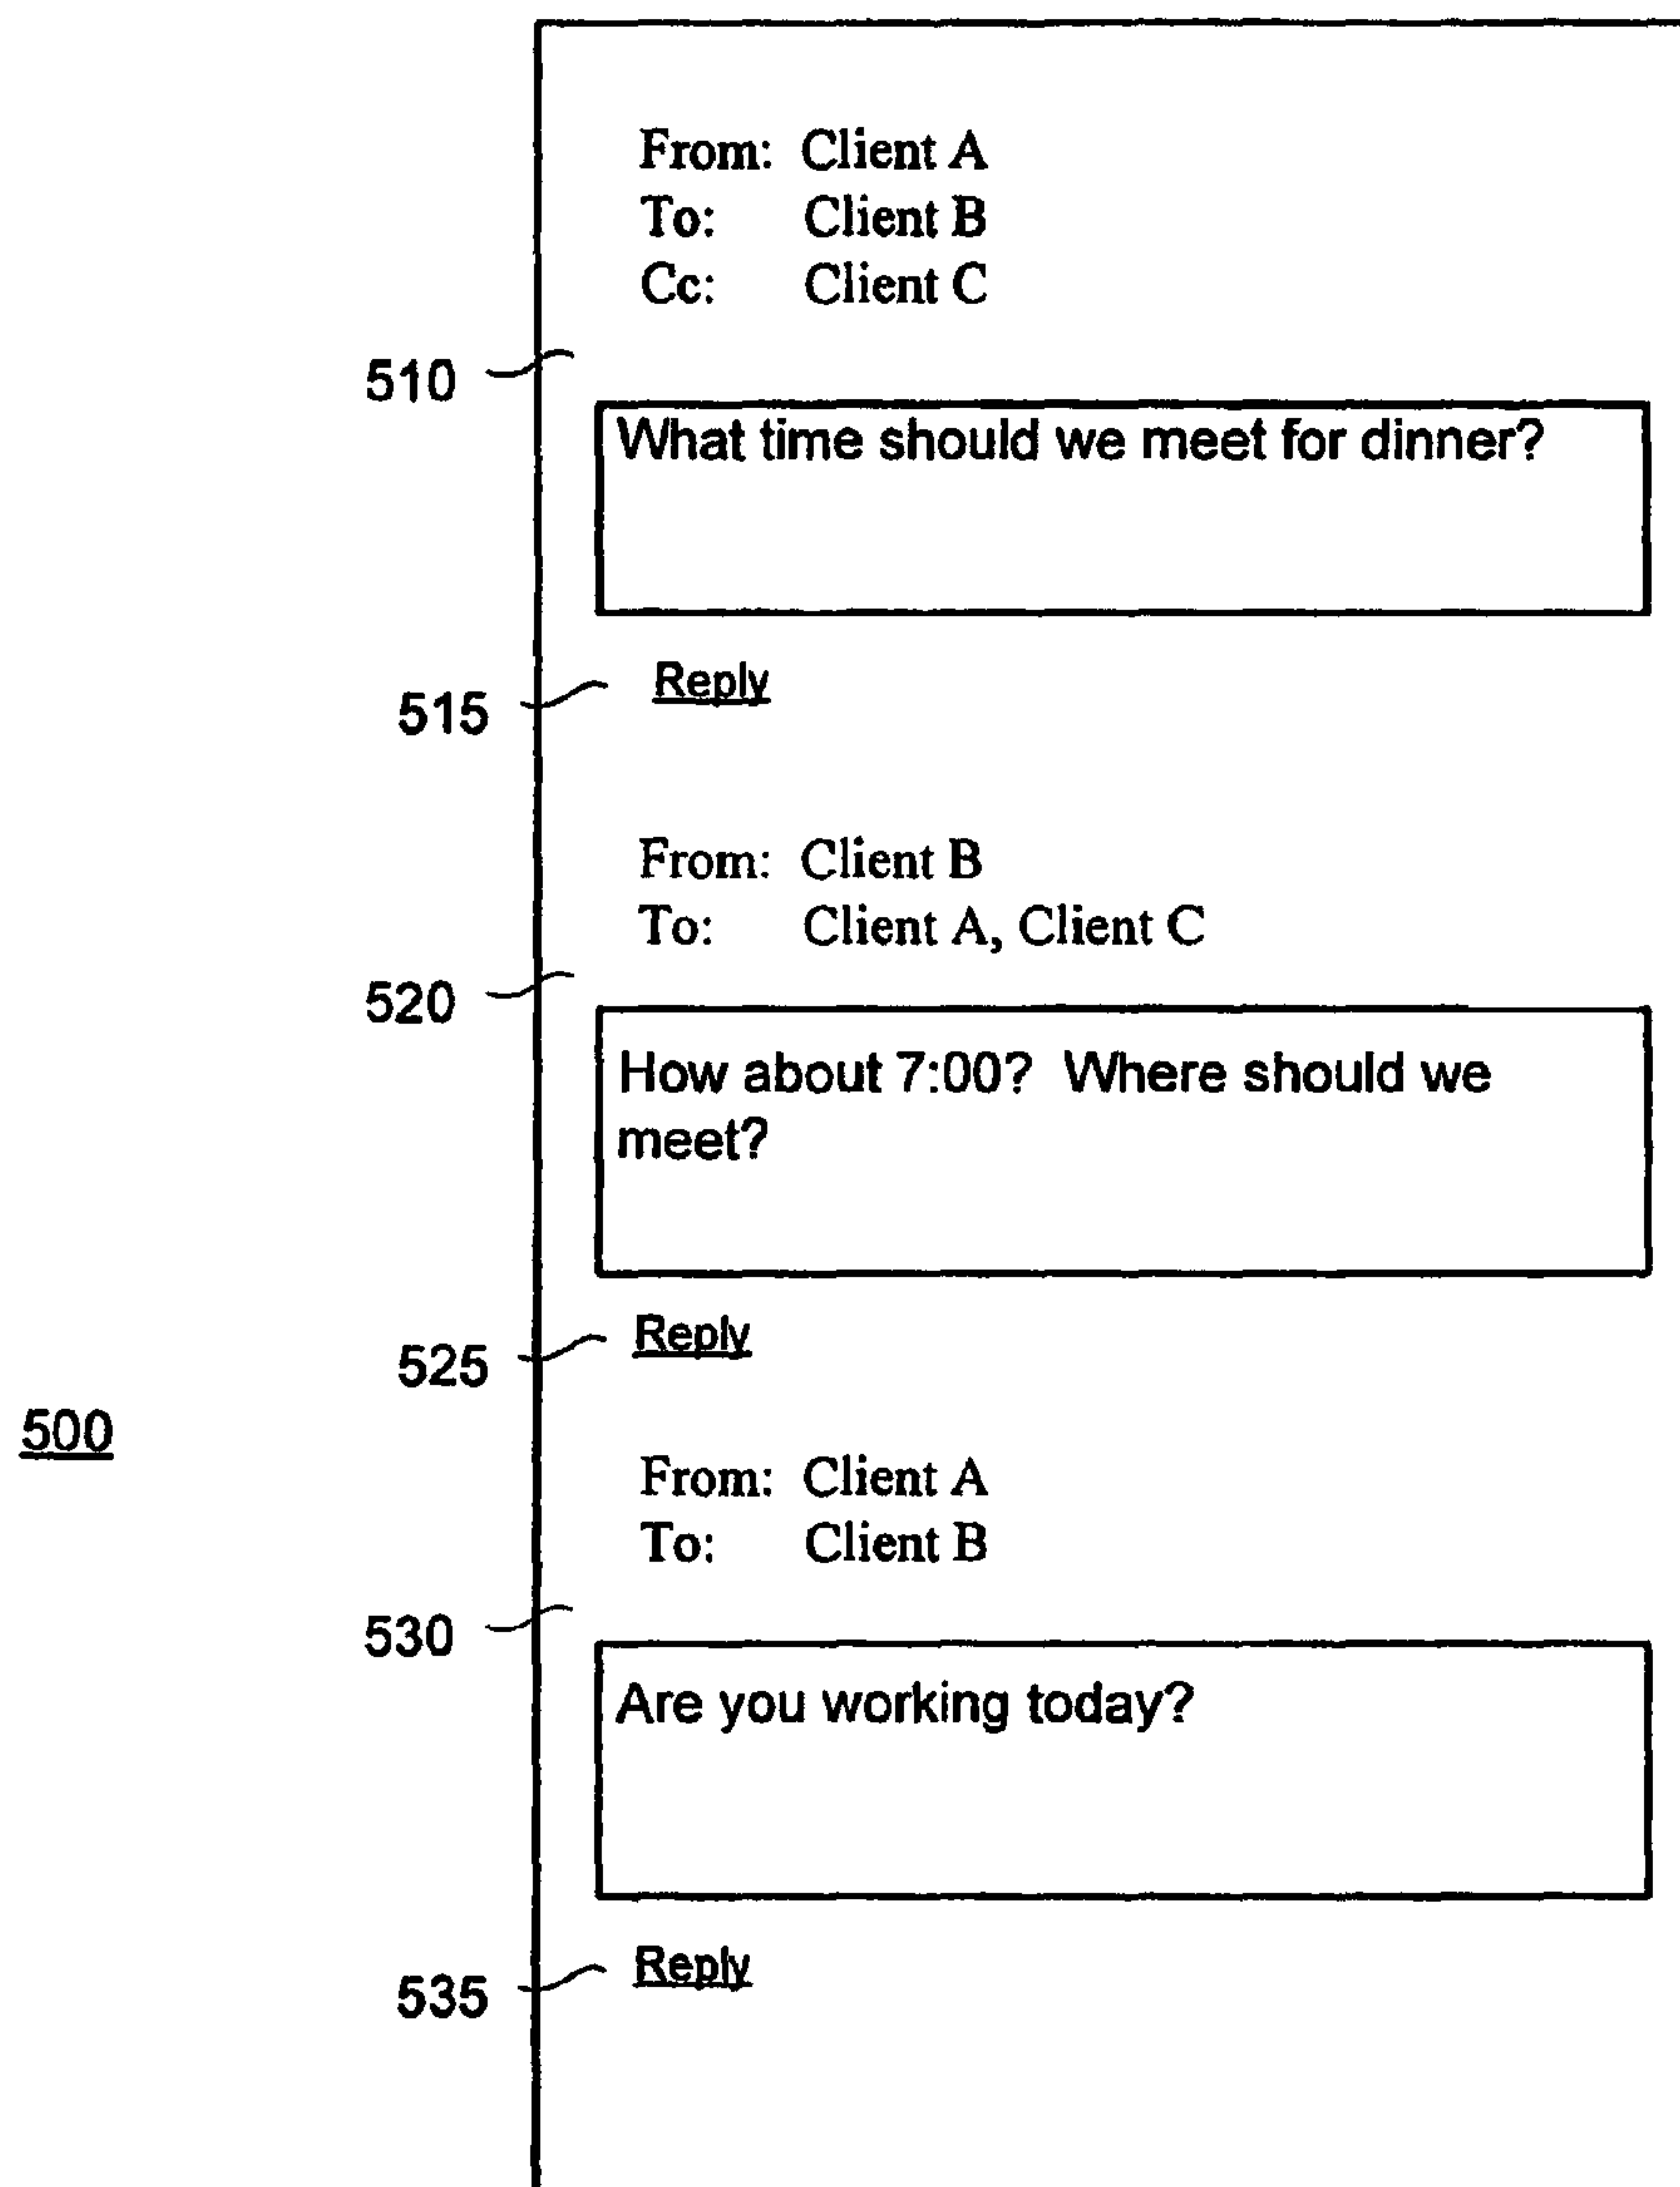 From: Client A
To: Client B
Cc: Client C
510
What time should we meet for dinner?
515
Reply
From: Client B
To: Client A, Client C
520
How about 7:00? Where should we
meet?
525
Reply
500
From: Client A
To: Client B
530
Are you working today?
535
Reply